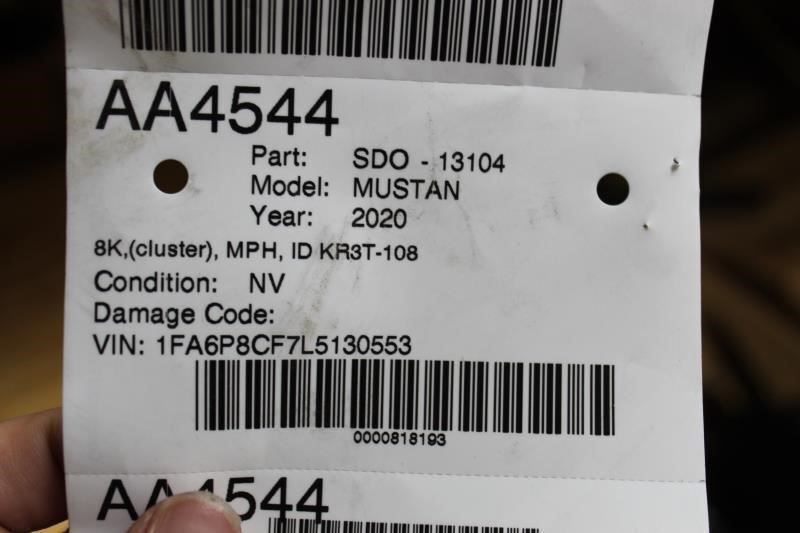 AA4544
Part: SDO - 13104
Model: MUSTAN
Year: 2020
8K,(cluster), MPH, ID KR3T-108
Condition: NV
Damage Code:
VIN: 1FA6P8CF7L5130553
0000818193
AA4544